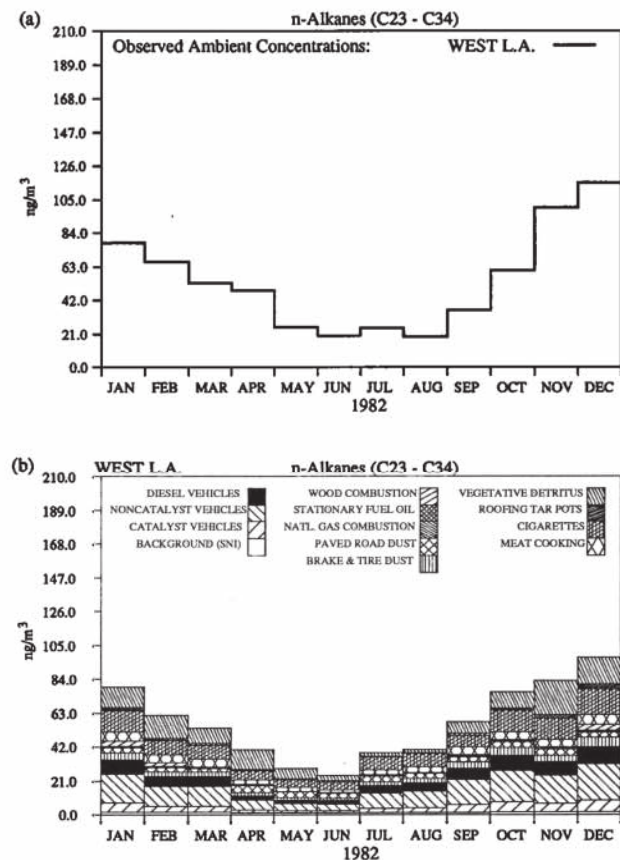 (a) n-Alkanes (C23 - C34)
210.0
Observed Ambient Concentrations: WEST L.A.
189.0
168.0
147.0
126.0
105.0
84.0
63.0
42.0
21.0
0.0
ng/m³
JAN FEB MAR APR MAY JUN JUL AUG SEP OCT NOV DEC
1982
(b) WEST L.A. n-Alkanes (C23 - C34)
210.0
DIESEL VEHICLES WOOD COMBUSTION VEGETATIVE DETRITUS
NONCATALYST VEHICLES STATIONARY FUEL OIL ROOFING TAR POTS
CATALYST VEHICLES NATL. GAS COMBUSTION CIGARETTES
BACKGROUND (SNI) PAVED ROAD DUST MEAT COOKING
BRAKE & TIRE DUST
189.0
168.0
147.0
126.0
105.0
84.0
63.0
42.0
21.0
0.0
ng/m³
JAN FEB MAR APR MAY JUN JUL AUG SEP OCT NOV DEC
1982